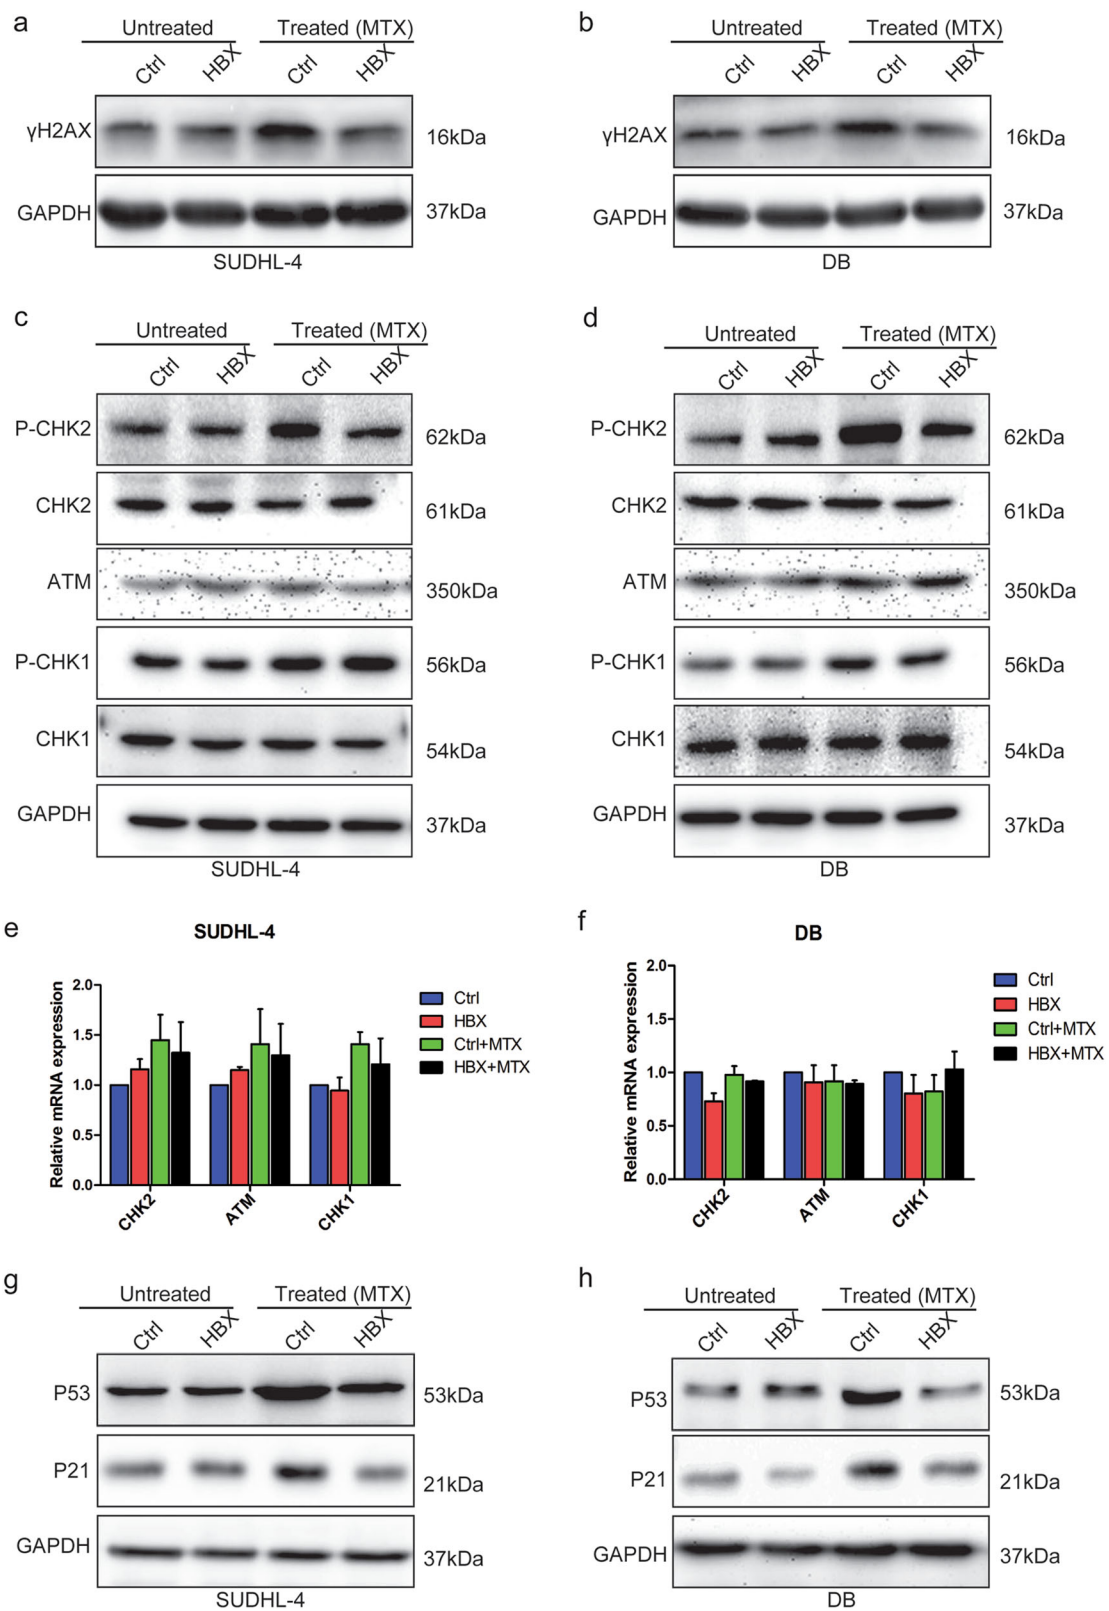 a
Untreated Treated (MTX)
Ctrl HBX Ctrl HBX
γH2AX 16kDa
GAPDH 37kDa
SUDHL-4
b
Untreated Treated (MTX)
Ctrl HBX Ctrl HBX
γH2AX 16kDa
GAPDH 37kDa
DB
c
Untreated Treated (MTX)
Ctrl HBX Ctrl HBX
P-CHK2 62kDa
CHK2 61kDa
ATM 350kDa
P-CHK1 56kDa
CHK1 54kDa
GAPDH 37kDa
SUDHL-4
d
Untreated Treated (MTX)
Ctrl HBX Ctrl HBX
P-CHK2 62kDa
CHK2 61kDa
ATM 350kDa
P-CHK1 56kDa
CHK1 54kDa
GAPDH 37kDa
DB
e
SUDHL-4
Relative mRNA expression
2.0
1.5
1.0
0.5
0.0
CHK2 ATM CHK1
Ctrl
HBX
Ctrl+MTX
HBX+MTX
f
DB
Relative mRNA expression
2.0
1.5
1.0
0.5
0.0
CHK2 ATM CHK1
Ctrl
HBX
Ctrl+MTX
HBX+MTX
g
Untreated Treated (MTX)
Ctrl HBX Ctrl HBX
P53 53kDa
P21 21kDa
GAPDH 37kDa
SUDHL-4
h
Untreated Treated (MTX)
Ctrl HBX Ctrl HBX
P53 53kDa
P21 21kDa
GAPDH 37kDa
DB